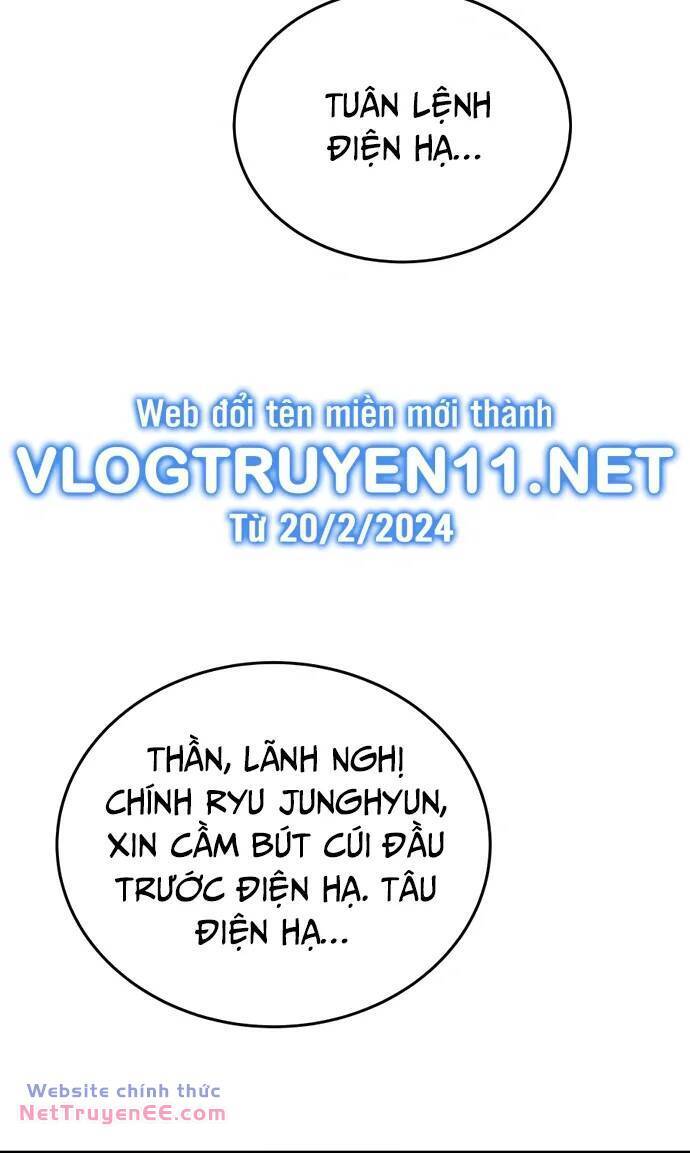 TUÂN LỆNH
ĐIỆN HẠ...
Web đổi tên miền mới thành
VLOGTRUYEN11.NET
Từ 20/2/2024
THẦN, LÃNH NGHỊ
CHÍNH RYU JUNGHYUN,
XIN CẦM BÚT CÚI ĐẦU
TRƯỚC ĐIỆN HẠ. TÂU
ĐIỆN HẠ...
Website chính thức
NetTruyenEE.com